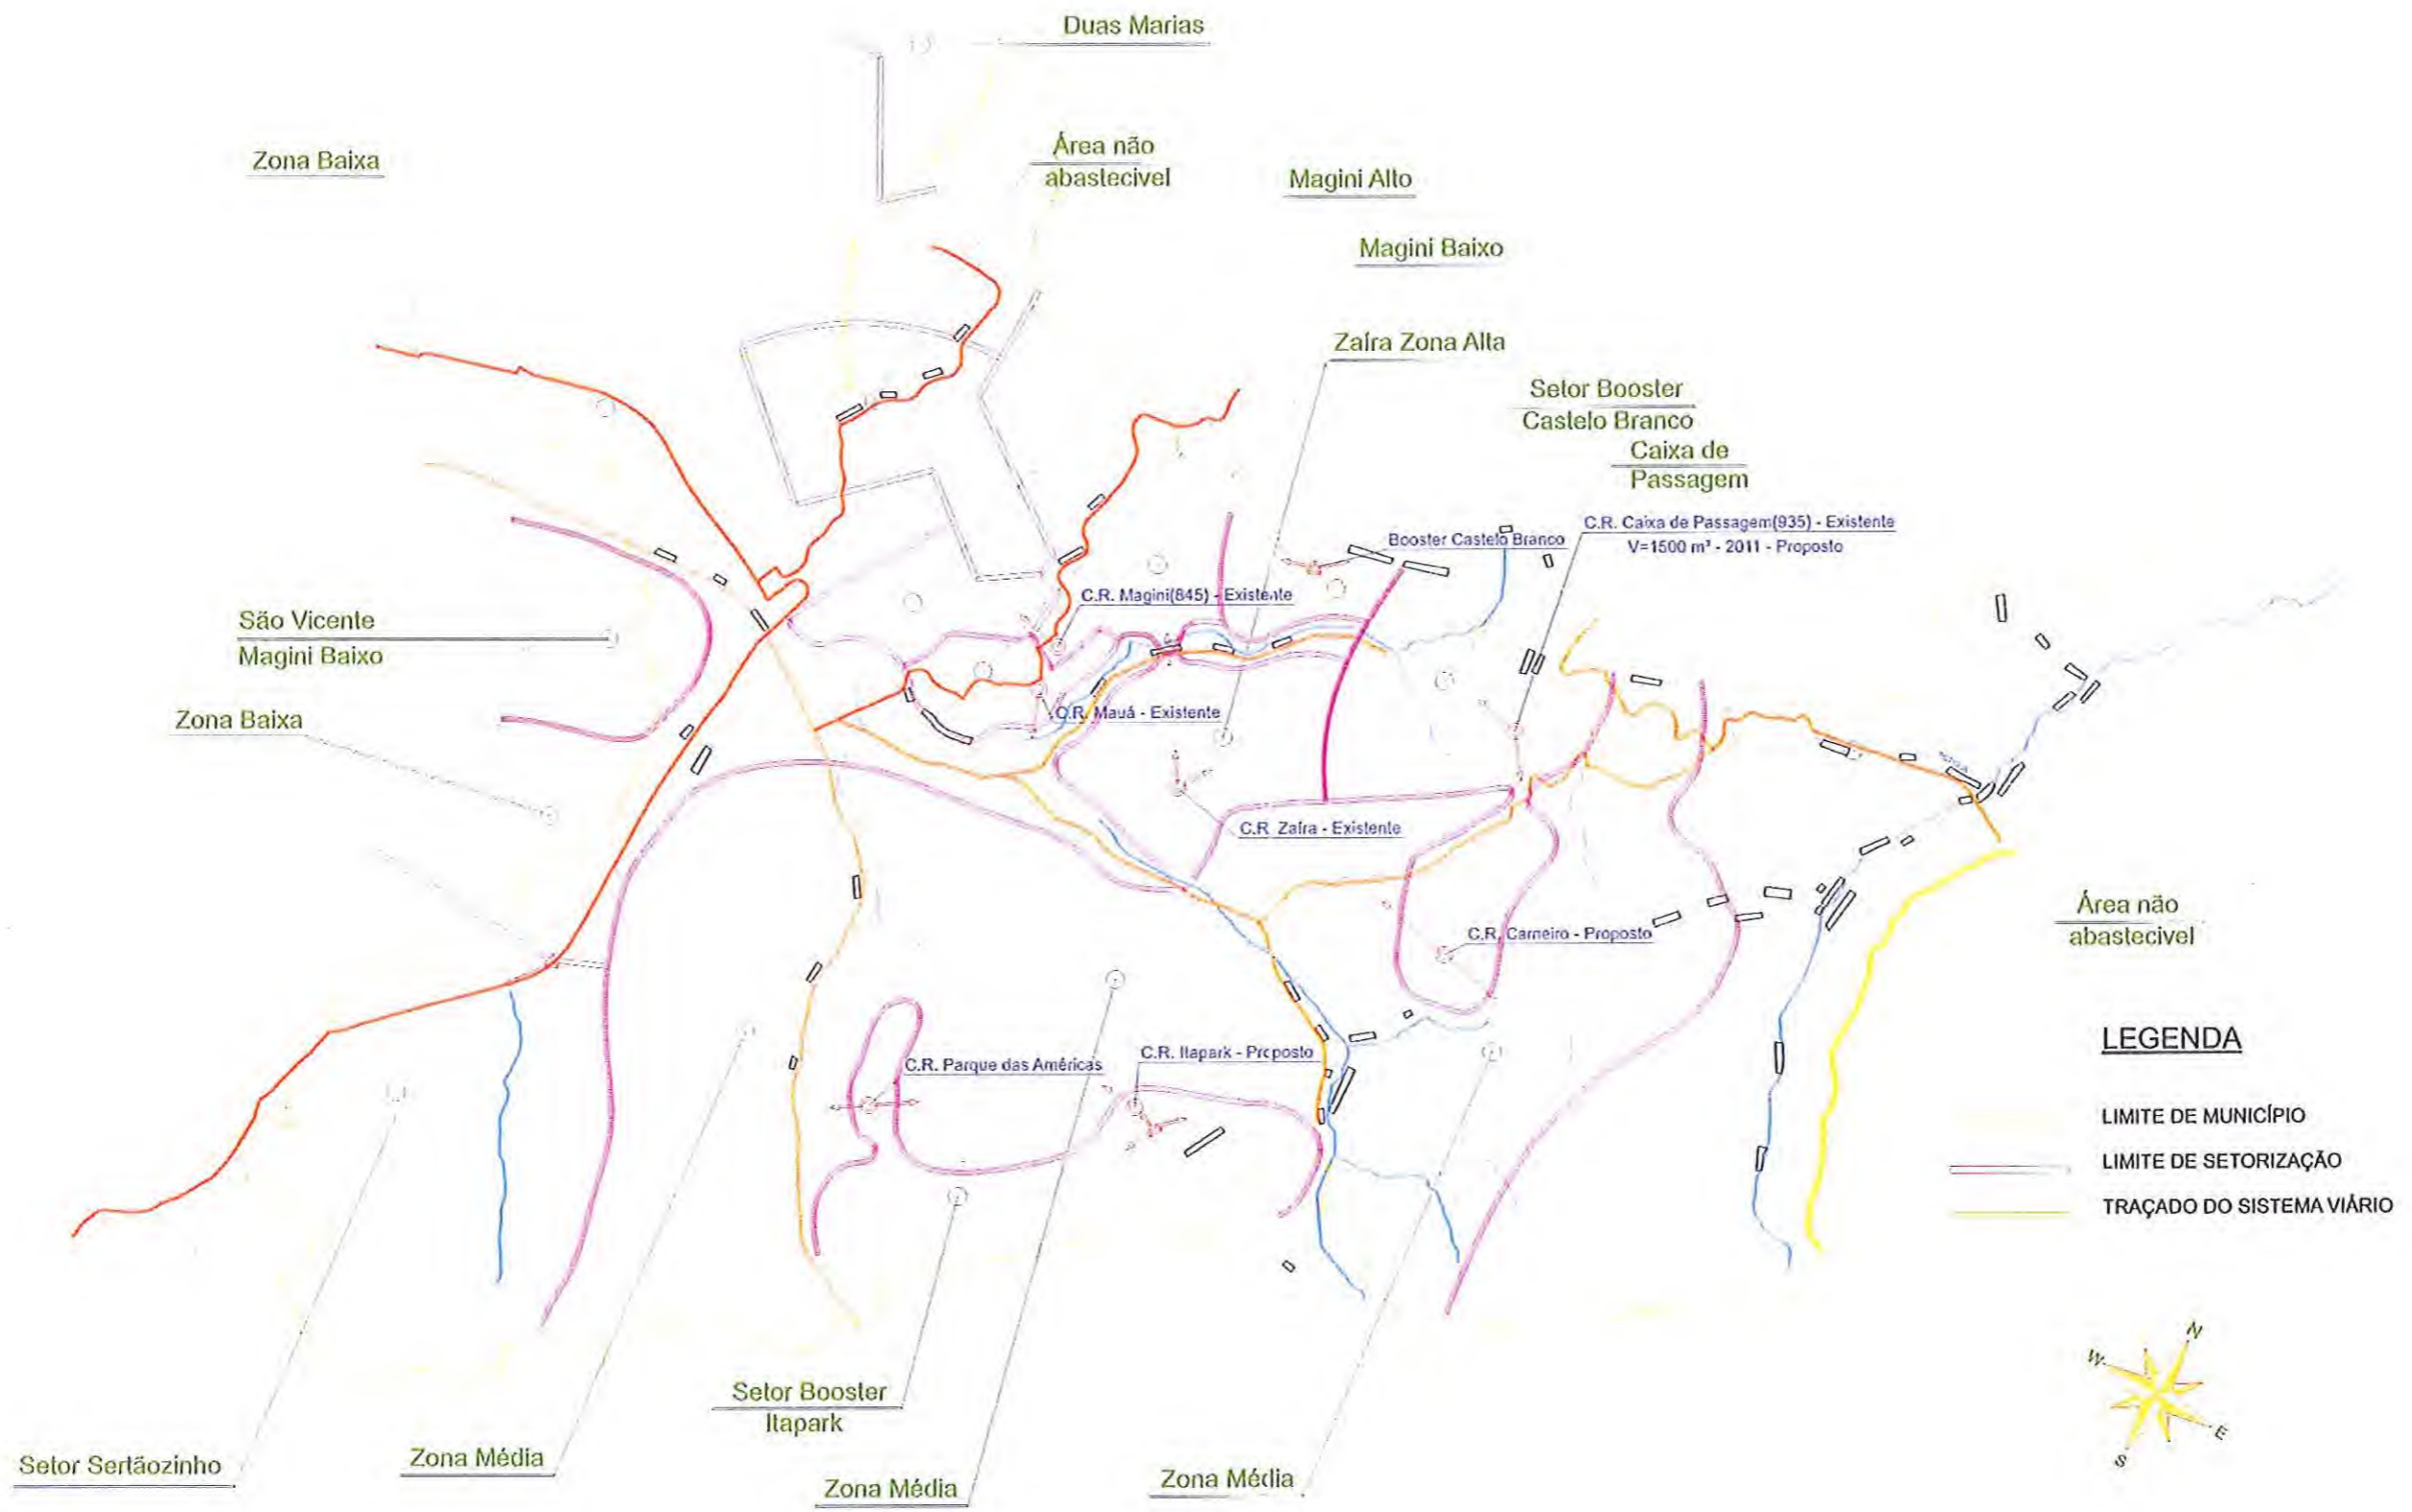 Duas Marias
Zona Baixa
Área não
abastecivel
Magini Alto
Magini Baixo
Zaíra Zona Alta
Setor Booster
Castelo Branco
Caixa de
Passagem
C.R. Caixa de Passagem(935) - Existente
V=1500 m³ - 2011 - Proposto
Booster Castelo Branco
C.R. Magini(845) - Existente
São Vicente
Magini Baixo
Zona Baixa
C.R. Mauá - Existente
C.R. Zaíra - Existente
C.R. Carneiro - Proposto
Área não
abastecivel
C.R. Parque das Américas
C.R. Itapark - Proposto
LEGENDA
LIMITE DE MUNICÍPIO
LIMITE DE SETORIZAÇÃO
TRAÇADO DO SISTEMA VIÁRIO
N
W
E
S
Setor Booster
Itapark
Setor Sertãozinho
Zona Média
Zona Média
Zona Média